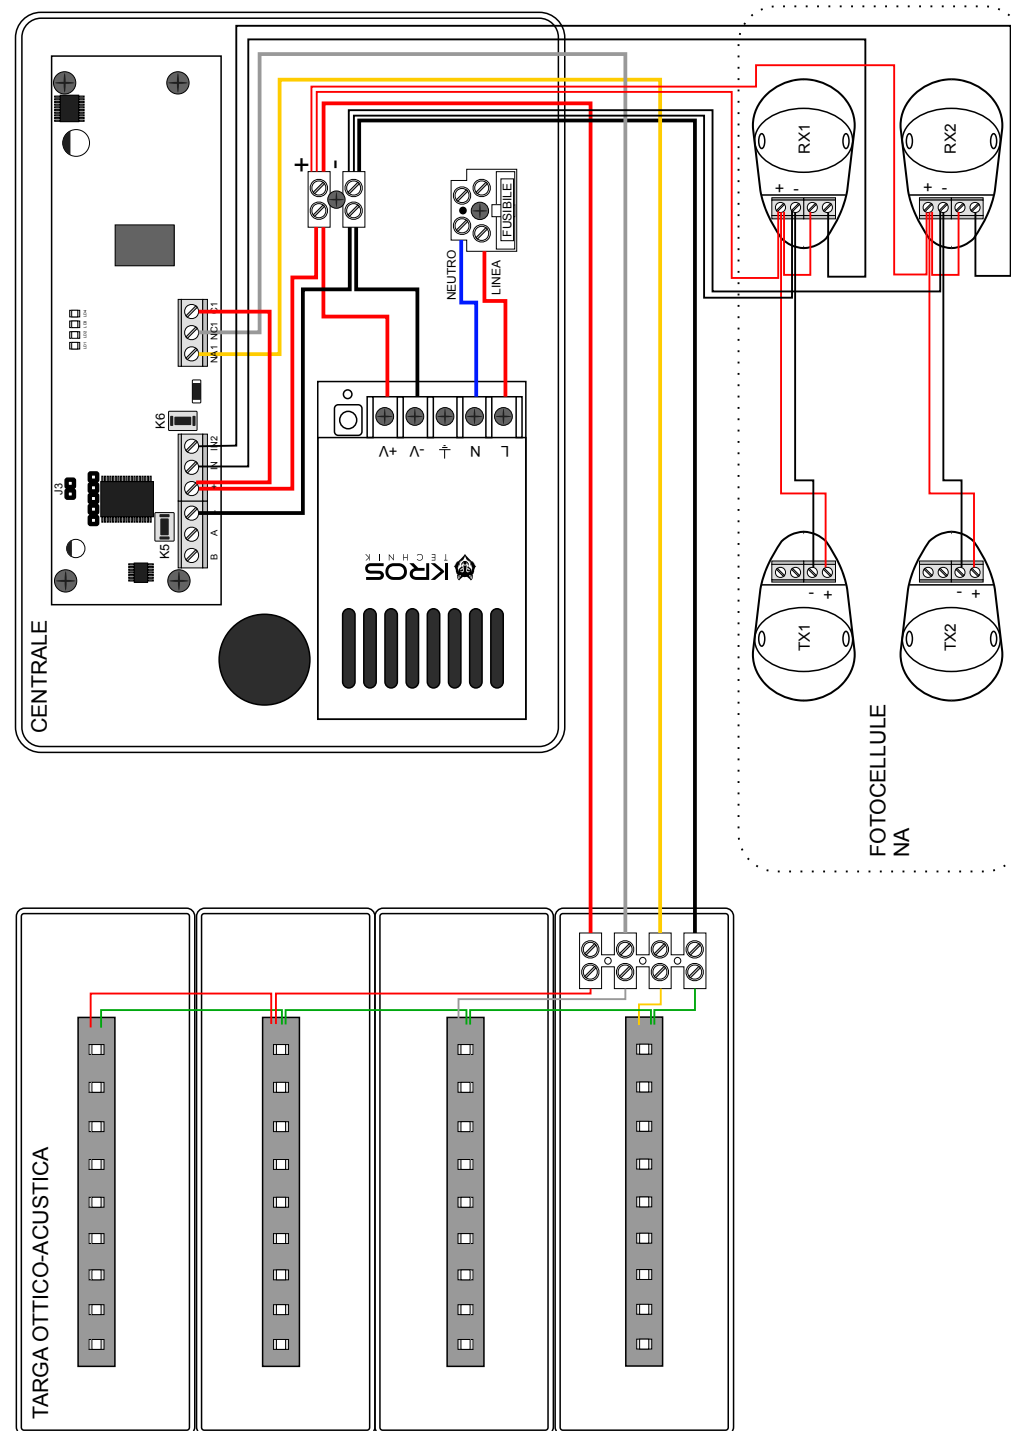 CENTRALE
J3
K5
K6
B
A
-
+
IN
IN2
NA1
NC1
C1
+
-
NEUTRO
LINEA
FUSIBILE
V+
V-
N
L
KROS
TECHNIK
RX1
+ -
RX2
+ -
TX1
- +
TX2
- +
FOTOCELLULE
NA
TARGA OTTICO-ACUSTICA